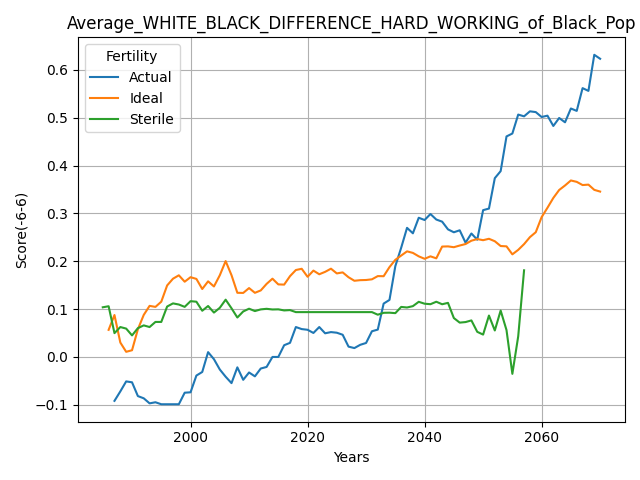 Average_WHITE_BLACK_DIFFERENCE_HARD_WORKING_of_Black_Pop
Fertility
Actual
Ideal
Sterile
Score(-6-6)
0.6
0.5
0.4
0.3
0.2
0.1
0.0
−0.1
2000 2020 2040 2060
Years